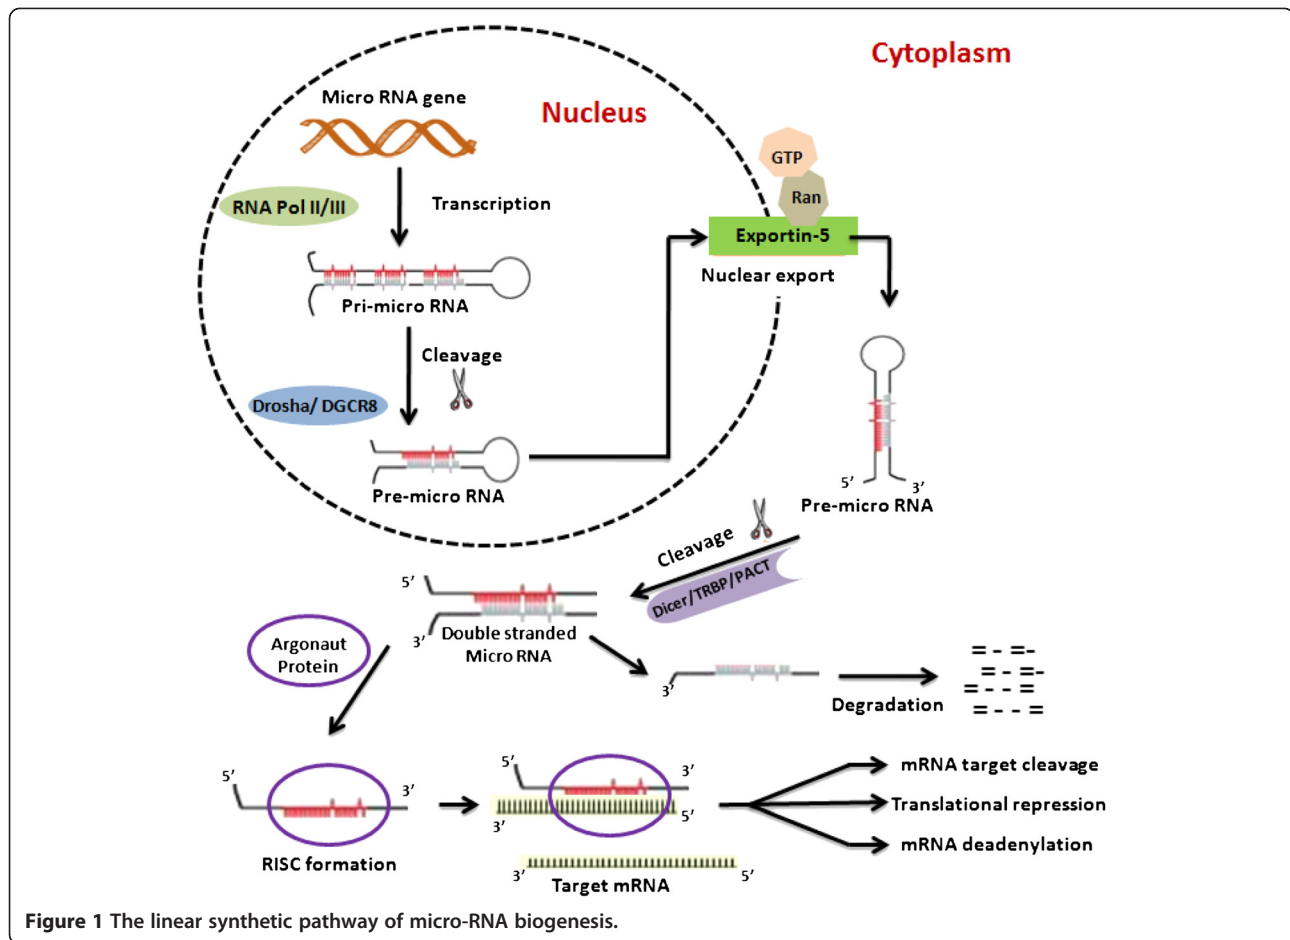 Cytoplasm
Nucleus
Micro RNA gene
GTP
Ran
RNA Pol II/III
Transcription
Exportin-5
Nuclear export
Pri-micro RNA
Cleavage
Drosha/ DGCR8
Pre-micro RNA
5′
3′
Pre-micro RNA
Cleavage
Dicer/TRBP/PACT
5′
3′
Double stranded
Micro RNA
Argonaut
Protein
3′
Degradation
5′
3′
RISC formation
5′
3′
3′
5′
3′
5′
Target mRNA
mRNA target cleavage
Translational repression
mRNA deadenylation
Figure 1 The linear synthetic pathway of micro-RNA biogenesis.